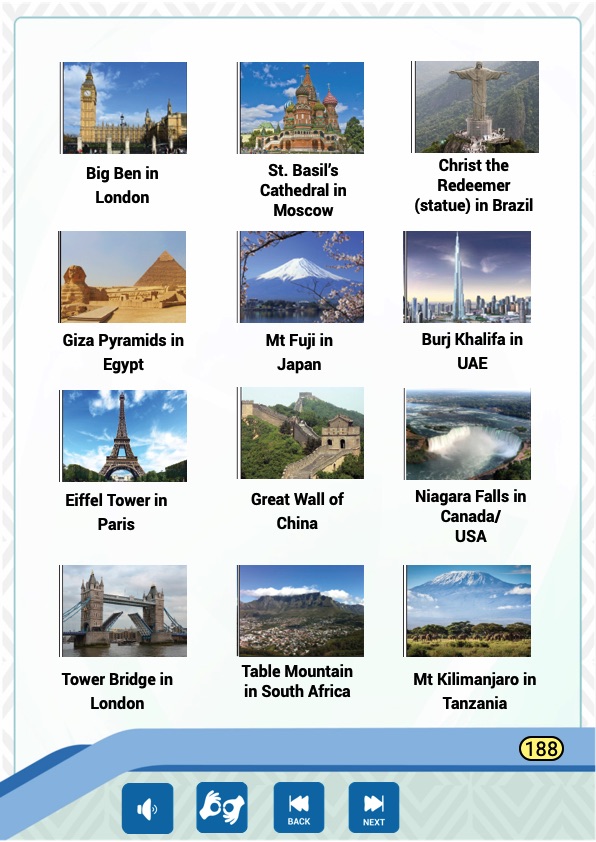 Big Ben in
London
St. Basil’s
Cathedral in
Moscow
Christ the
Redeemer
(statue) in Brazil
Giza Pyramids in
Egypt
Mt Fuji in
Japan
Burj Khalifa in
UAE
Eiffel Tower in
Paris
Great Wall of
China
Niagara Falls in
Canada/
USA
Tower Bridge in
London
Table Mountain
in South Africa
Mt Kilimanjaro in
Tanzania
188
BACK
NEXT